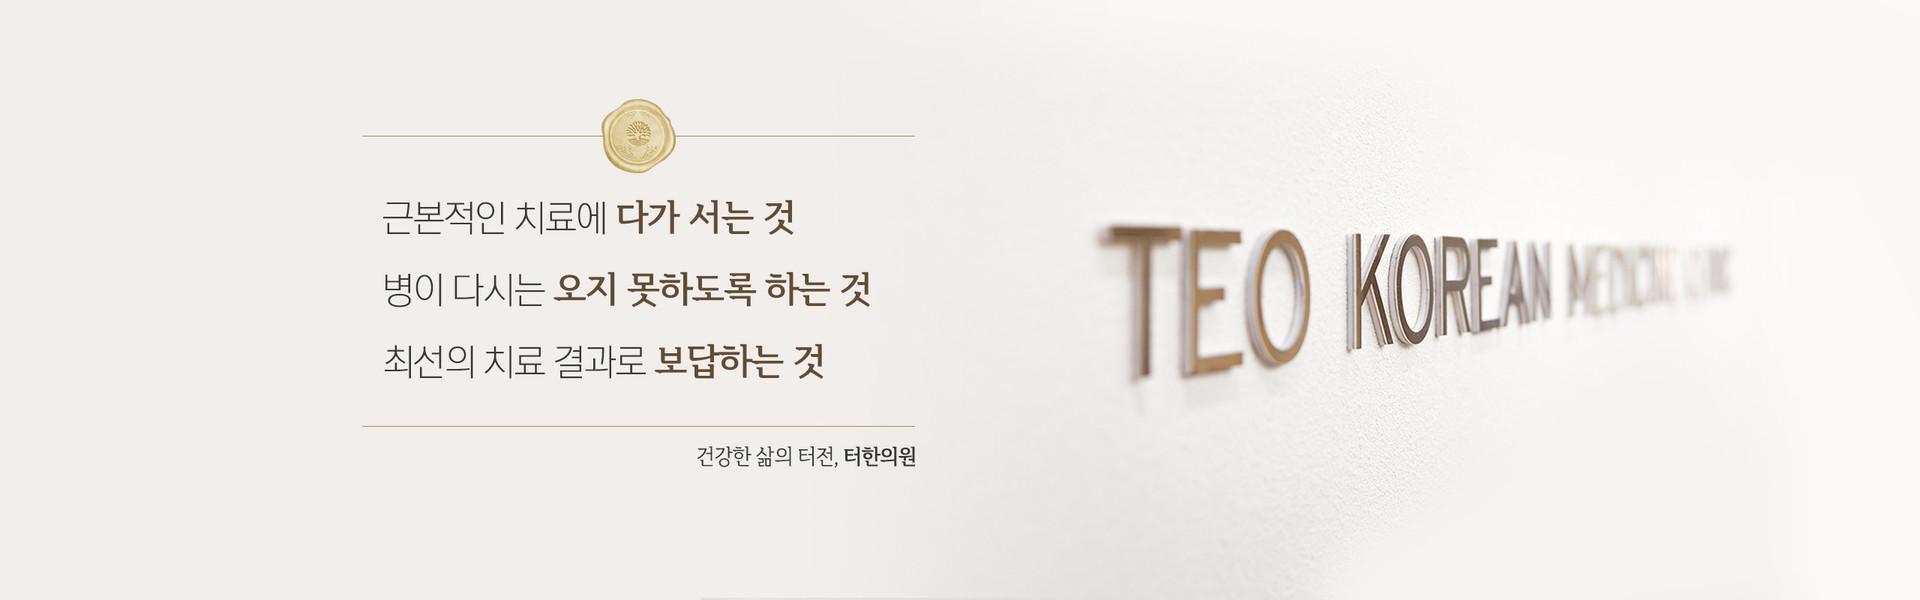 근본적인 치료에 다가 서는 것
병이 다시는 오지 못하도록 하는 것
최선의 치료 결과로 보답하는 것
건강한 삶의 터전, 터한의원
TEO KOREAN MEDICINE